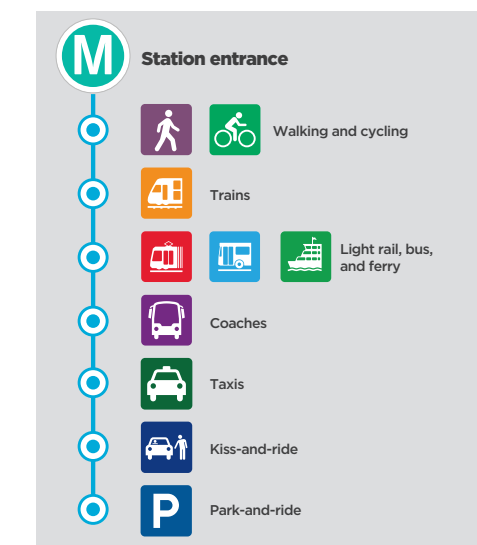 M
Station entrance
Walking and cycling
Trains
Light rail, bus,
and ferry
Coaches
Taxis
Kiss-and-ride
P
Park-and-ride